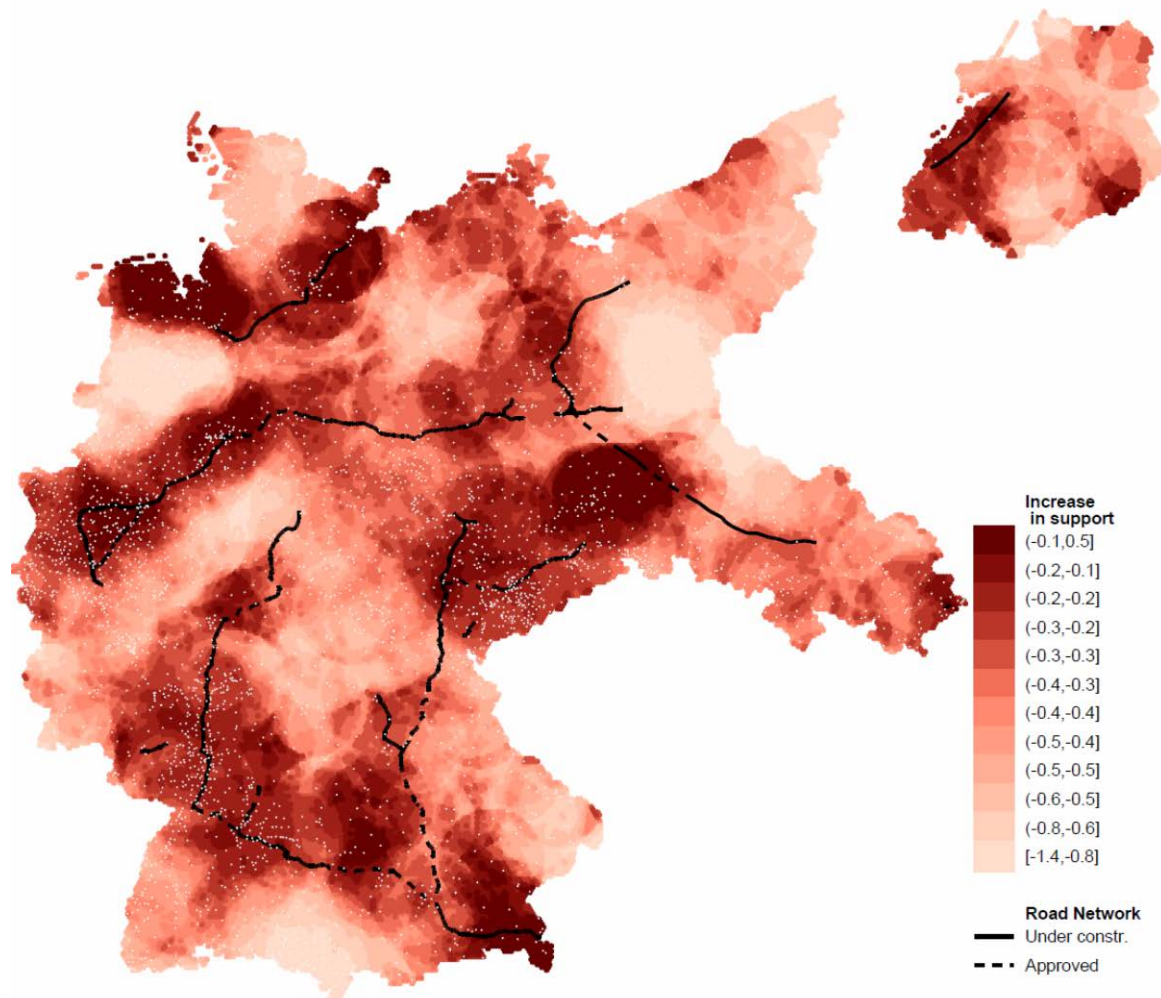 Increase
in support
(-0.1,0.5]
(-0.2,-0.1]
(-0.2,-0.2]
(-0.3,-0.2]
(-0.3,-0.3]
(-0.4,-0.3]
(-0.4,-0.4]
(-0.5,-0.4]
(-0.5,-0.5]
(-0.6,-0.5]
(-0.8,-0.6]
[-1.4,-0.8]
Road Network
Under constr.
Approved